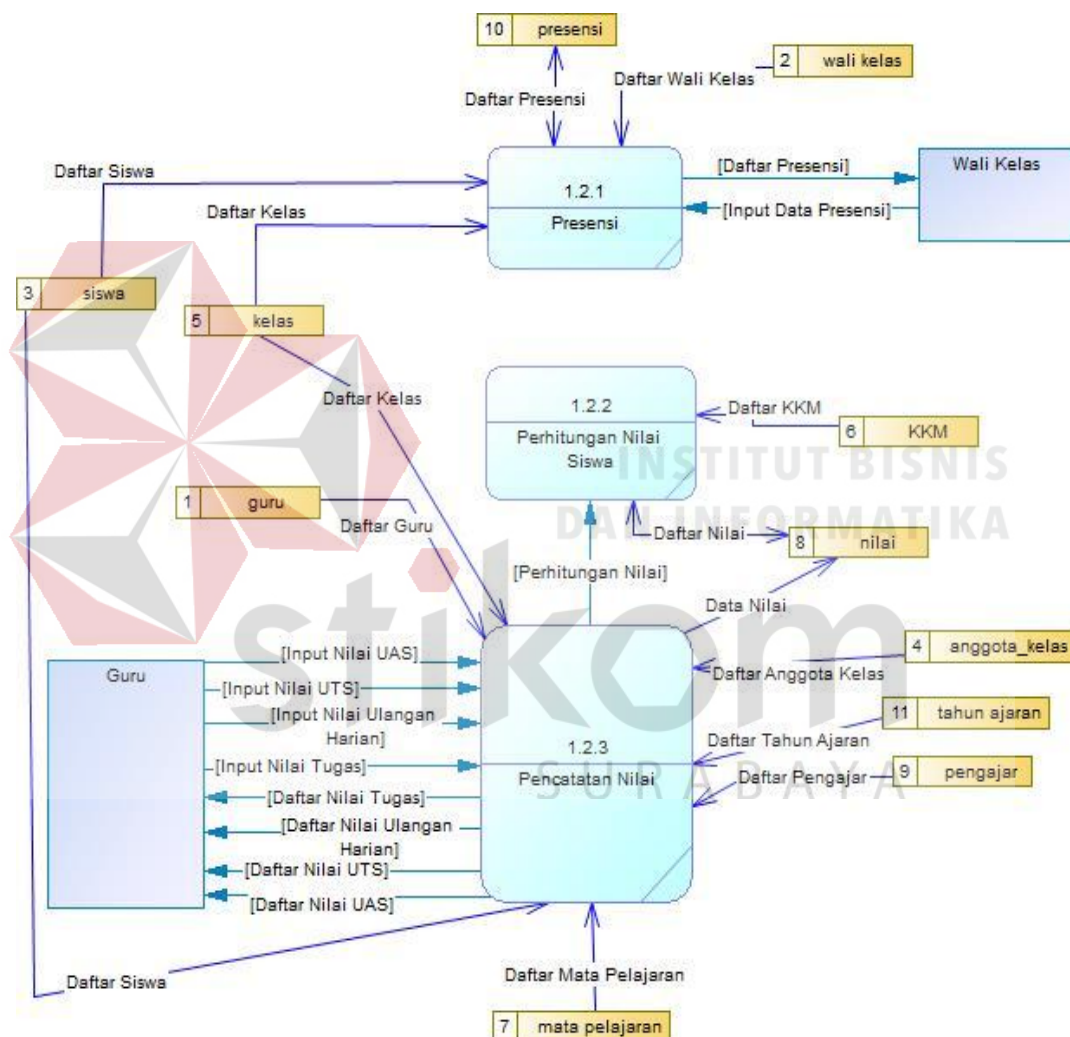 10 presensi
2 wali kelas
Daftar Wali Kelas
Daftar Presensi
Daftar Siswa
[Daftar Presensi]
Wali Kelas
1.2.1
Daftar Kelas
[Input Data Presensi]
Presensi
3 siswa
5 kelas
Daftar Kelas
1.2.2
Daftar KKM
Perhitungan Nilai
Siswa
6 KKM
INSTITUT BISNIS
DAN INFORMATIKA
1 guru
Daftar Guru
Daftar Nilai
8 nilai
[Perhitungan Nilai]
Data Nilai
stikom
SURABAYA
4 anggota_kelas
Daftar Anggota Kelas
[Input Nilai UAS]
Guru
[Input Nilai UTS]
[Input Nilai Ulangan
Harian]
11 tahun ajaran
Daftar Tahun Ajaran
1.2.3
[Input Nilai Tugas]
Pencatatan Nilai
Daftar Pengajar
9 pengajar
[Daftar Nilai Tugas]
[Daftar Nilai Ulangan
Harian]
[Daftar Nilai UTS]
[Daftar Nilai UAS]
Daftar Siswa
Daftar Mata Pelajaran
7 mata pelajaran